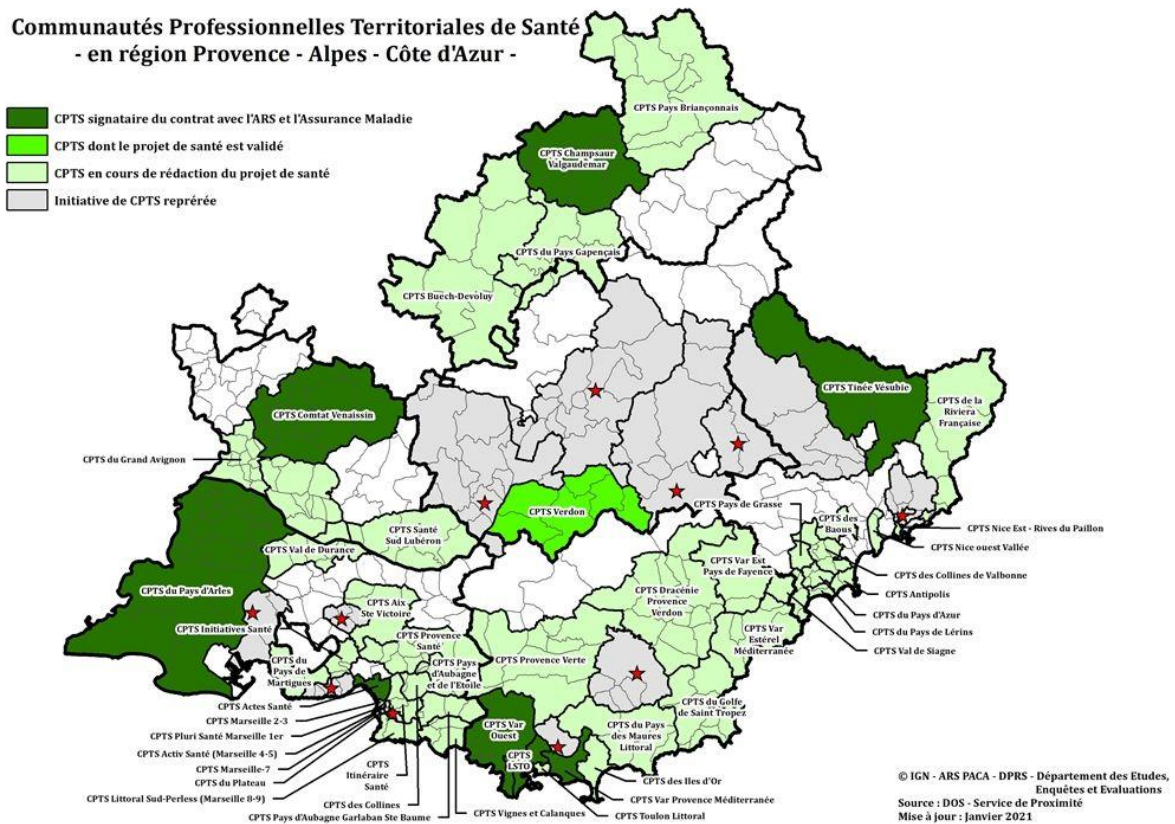 Communautés Professionnelles Territoriales de Santé
- en région Provence - Alpes - Côte d'Azur -
CPTS signataire du contrat avec l'ARS et l'Assurance Maladie
CPTS dont le projet de santé est validé
CPTS en cours de rédaction du projet de santé
Initiative de CPTS reprérée
CPTS Pays Briançonnais
CPTS Champsaur
Valgaudemar
CPTS du Pays Gapençais
CPTS Buëch-Devoluy
CPTS Tinée Vésubie
CPTS de la
Riviera
Française
CPTS Comtat Venaissin
CPTS du Grand Avignon
CPTS Verdon
CPTS Pays de Grasse
CPTS des
Baous
CPTS Santé
Sud Lubéron
CPTS Nice Est - Rives du Paillon
CPTS Nice ouest Vallée
CPTS Val de Durance
CPTS Var Est
Pays de Fayence
CPTS des Collines de Valbonne
CPTS du Pays d'Arles
CPTS Antipolis
CPTS Aix
Ste Victoire
CPTS Dracénie
Provence
Verdon
CPTS du Pays d'Azur
CPTS Initiatives Santé
CPTS du Pays de Lérins
CPTS Provence
Santé
CPTS Var
Estérel
Méditerranée
CPTS Val de Siagne
CPTS du
Pays de
Martigues
CPTS Pays
d'Aubagne
et de l'Etoile
CPTS Provence Verte
CPTS Actes Santé
CPTS du Golfe
de Saint Tropez
CPTS Marseille 2-3
CPTS Pluri Santé Marseille 1er
CPTS Var
Ouest
CPTS du Pays
des Maures
Littoral
CPTS Activ Santé (Marseille 4-5)
CPTS Marseille-7
CPTS
LSTO
CPTS du Plateau
CPTS
Itinéraire
Santé
CPTS des Iles d'Or
CPTS Littoral Sud-Perless (Marseille 8-9)
CPTS Var Provence Méditerranée
CPTS des Collines
CPTS Vignes et Calanques
CPTS Toulon Littoral
CPTS Pays d'Aubagne Garlaban Ste Baume
© IGN - ARS PACA - DPRS - Département des Etudes,
Enquêtes et Evaluations
Source : DOS - Service de Proximité
Mise à jour : Janvier 2021